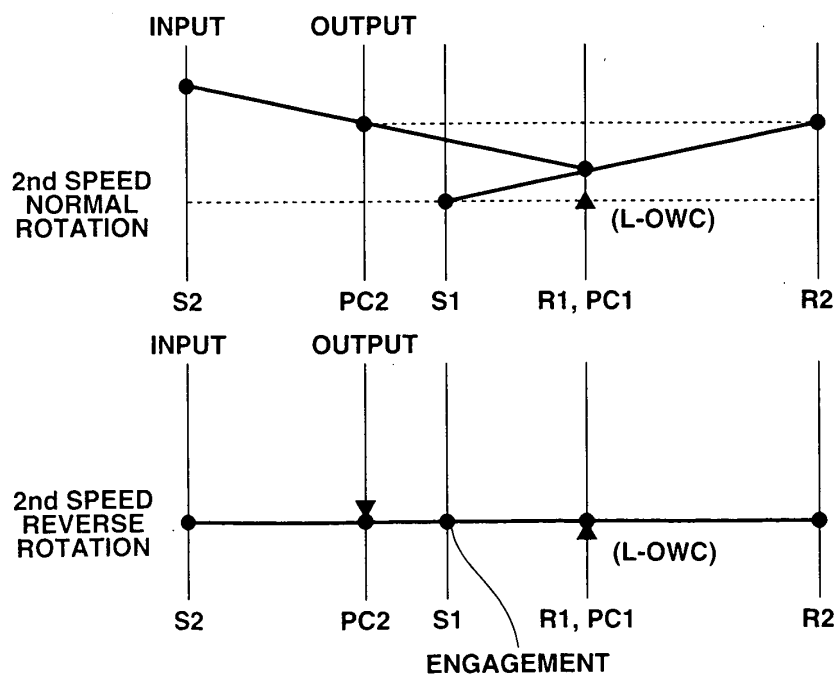 INPUT OUTPUT
2nd SPEED
NORMAL
ROTATION
(L-OWC)
S2 PC2 S1 R1, PC1 R2
INPUT OUTPUT
2nd SPEED
REVERSE
ROTATION
(L-OWC)
S2 PC2 S1 R1, PC1 R2
ENGAGEMENT